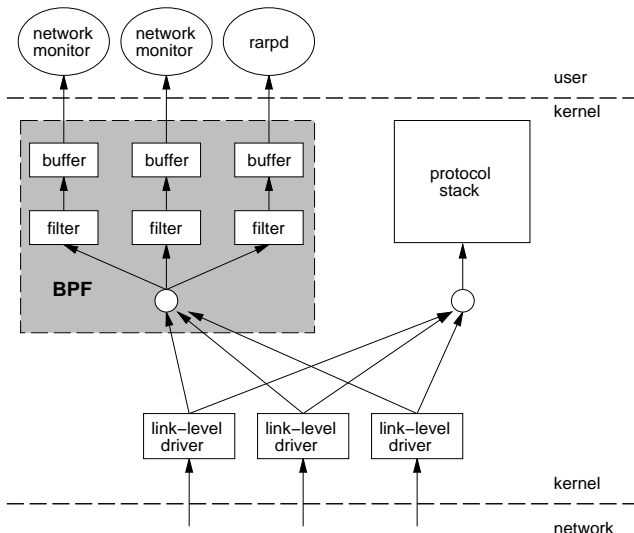 network
monitor
network
monitor
rarpd
user
kernel
buffer
buffer
buffer
protocol
stack
filter
filter
filter
BPF
link-level
driver
link-level
driver
link-level
driver
kernel
network